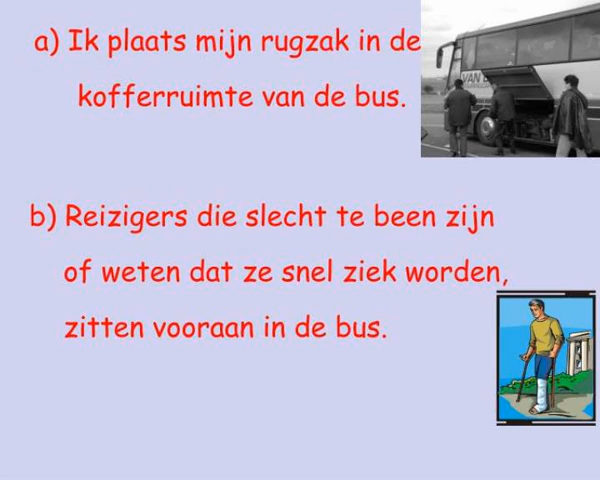 a) Ik plaats mijn rugzak in de
kofferruimte van de bus.
VAN
b) Reizigers die slecht te been zijn
of weten dat ze snel ziek worden,
zitten vooraan in de bus.